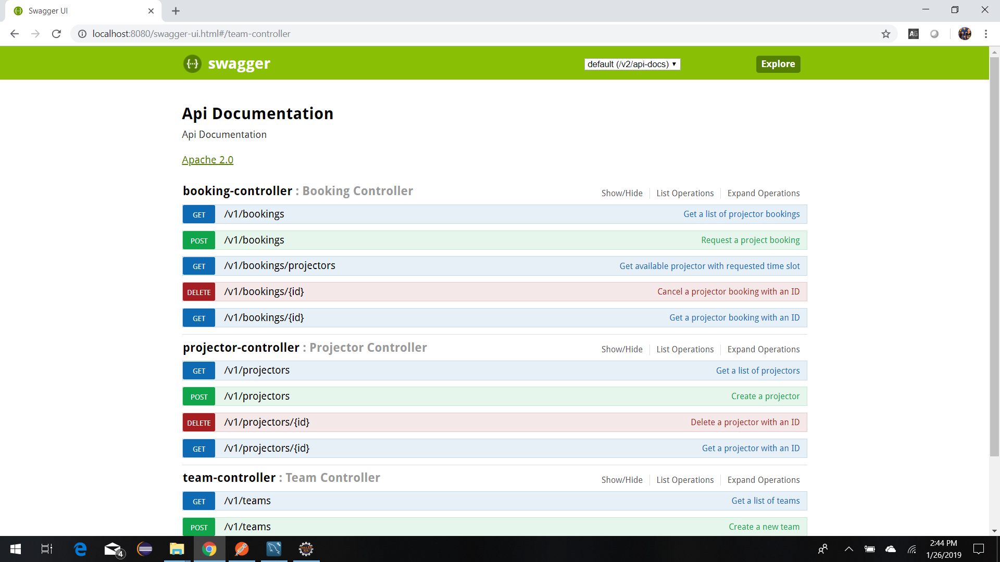 Swagger UI
localhost:8080/swagger-ui.html#/team-controller
AG
{···} swagger
default (/v2/api-docs)
Explore
Api Documentation
Api Documentation
Apache 2.0
booking-controller : Booking Controller
Show/Hide
List Operations
Expand Operations
GET /v1/bookings Get a list of projector bookings
POST /v1/bookings Request a project booking
GET /v1/bookings/projectors Get available projector with requested time slot
DELETE /v1/bookings/{id} Cancel a projector booking with an ID
GET /v1/bookings/{id} Get a projector booking with an ID
projector-controller : Projector Controller
Show/Hide
List Operations
Expand Operations
GET /v1/projectors Get a list of projectors
POST /v1/projectors Create a projector
DELETE /v1/projectors/{id} Delete a projector with an ID
GET /v1/projectors/{id} Get a projector with an ID
team-controller : Team Controller
Show/Hide
List Operations
Expand Operations
GET /v1/teams Get a list of teams
POST /v1/teams Create a new team
4
2:44 PM
1/26/2019